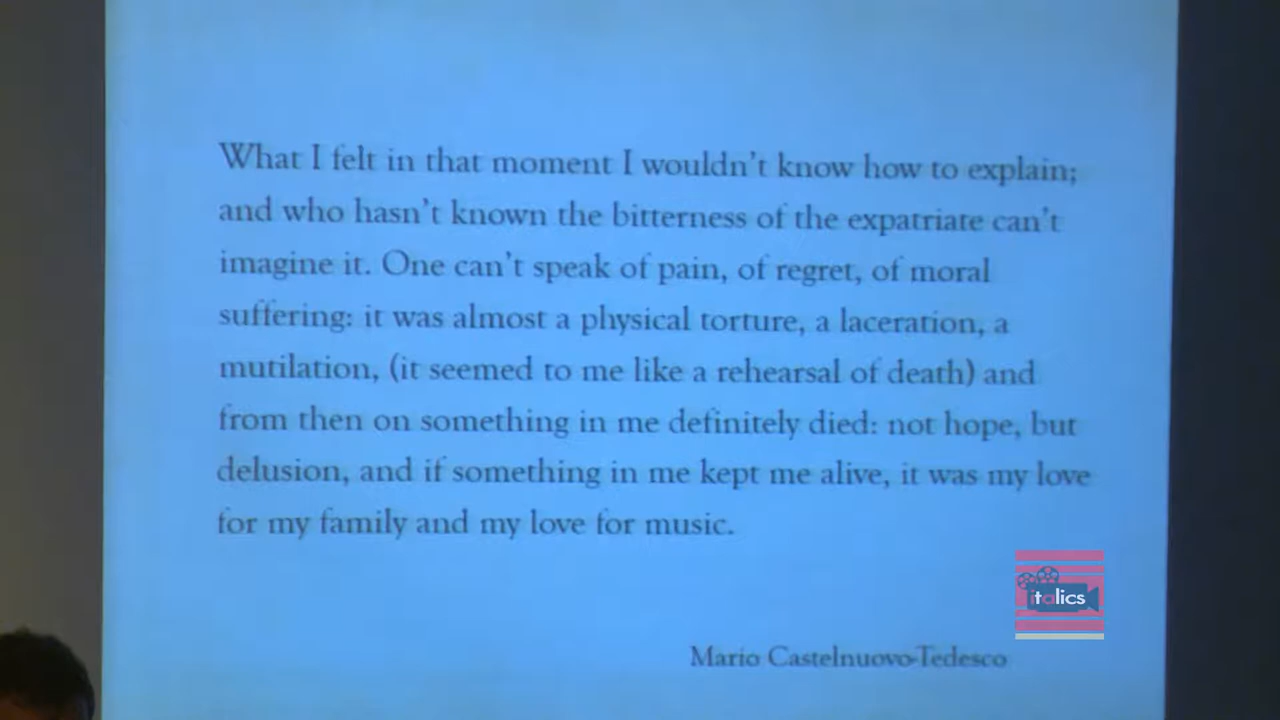 What I felt in that moment I wouldn't know how to explain;
and who hasn't known the bitterness of the expatriate can't
imagine it. One can't speak of pain, of regret, of moral
suffering: it was almost a physical torture, a laceration, a
mutilation, (it seemed to me like a rehearsal of death) and
from then on something in me definitely died: not hope, but
delusion, and if something in me kept me alive, it was my love
for my family and my love for music.
italics
Mario Castelnuovo-Tedesco